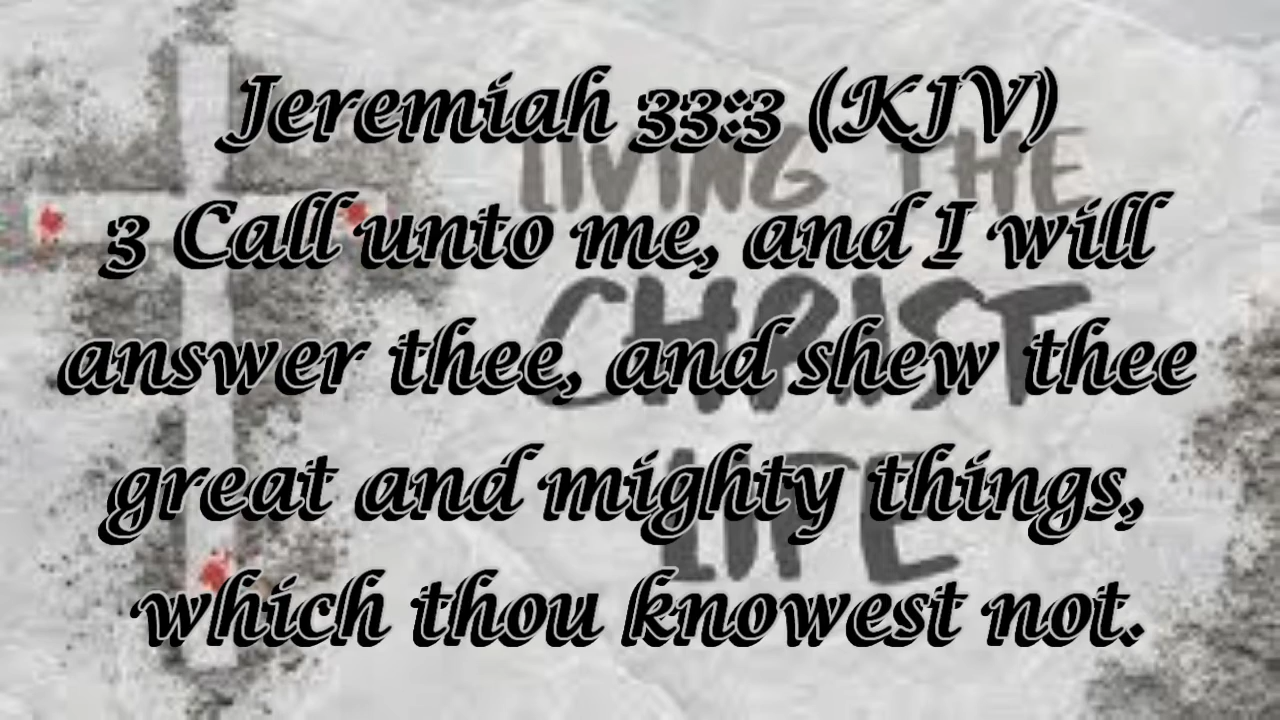 Jeremiah 33:3 (KJV)
LIVING THE
3 Call unto me, and I will
CHRIST
answer thee, and shew thee
great and mighty things,
LIFE
which thou knowest not.